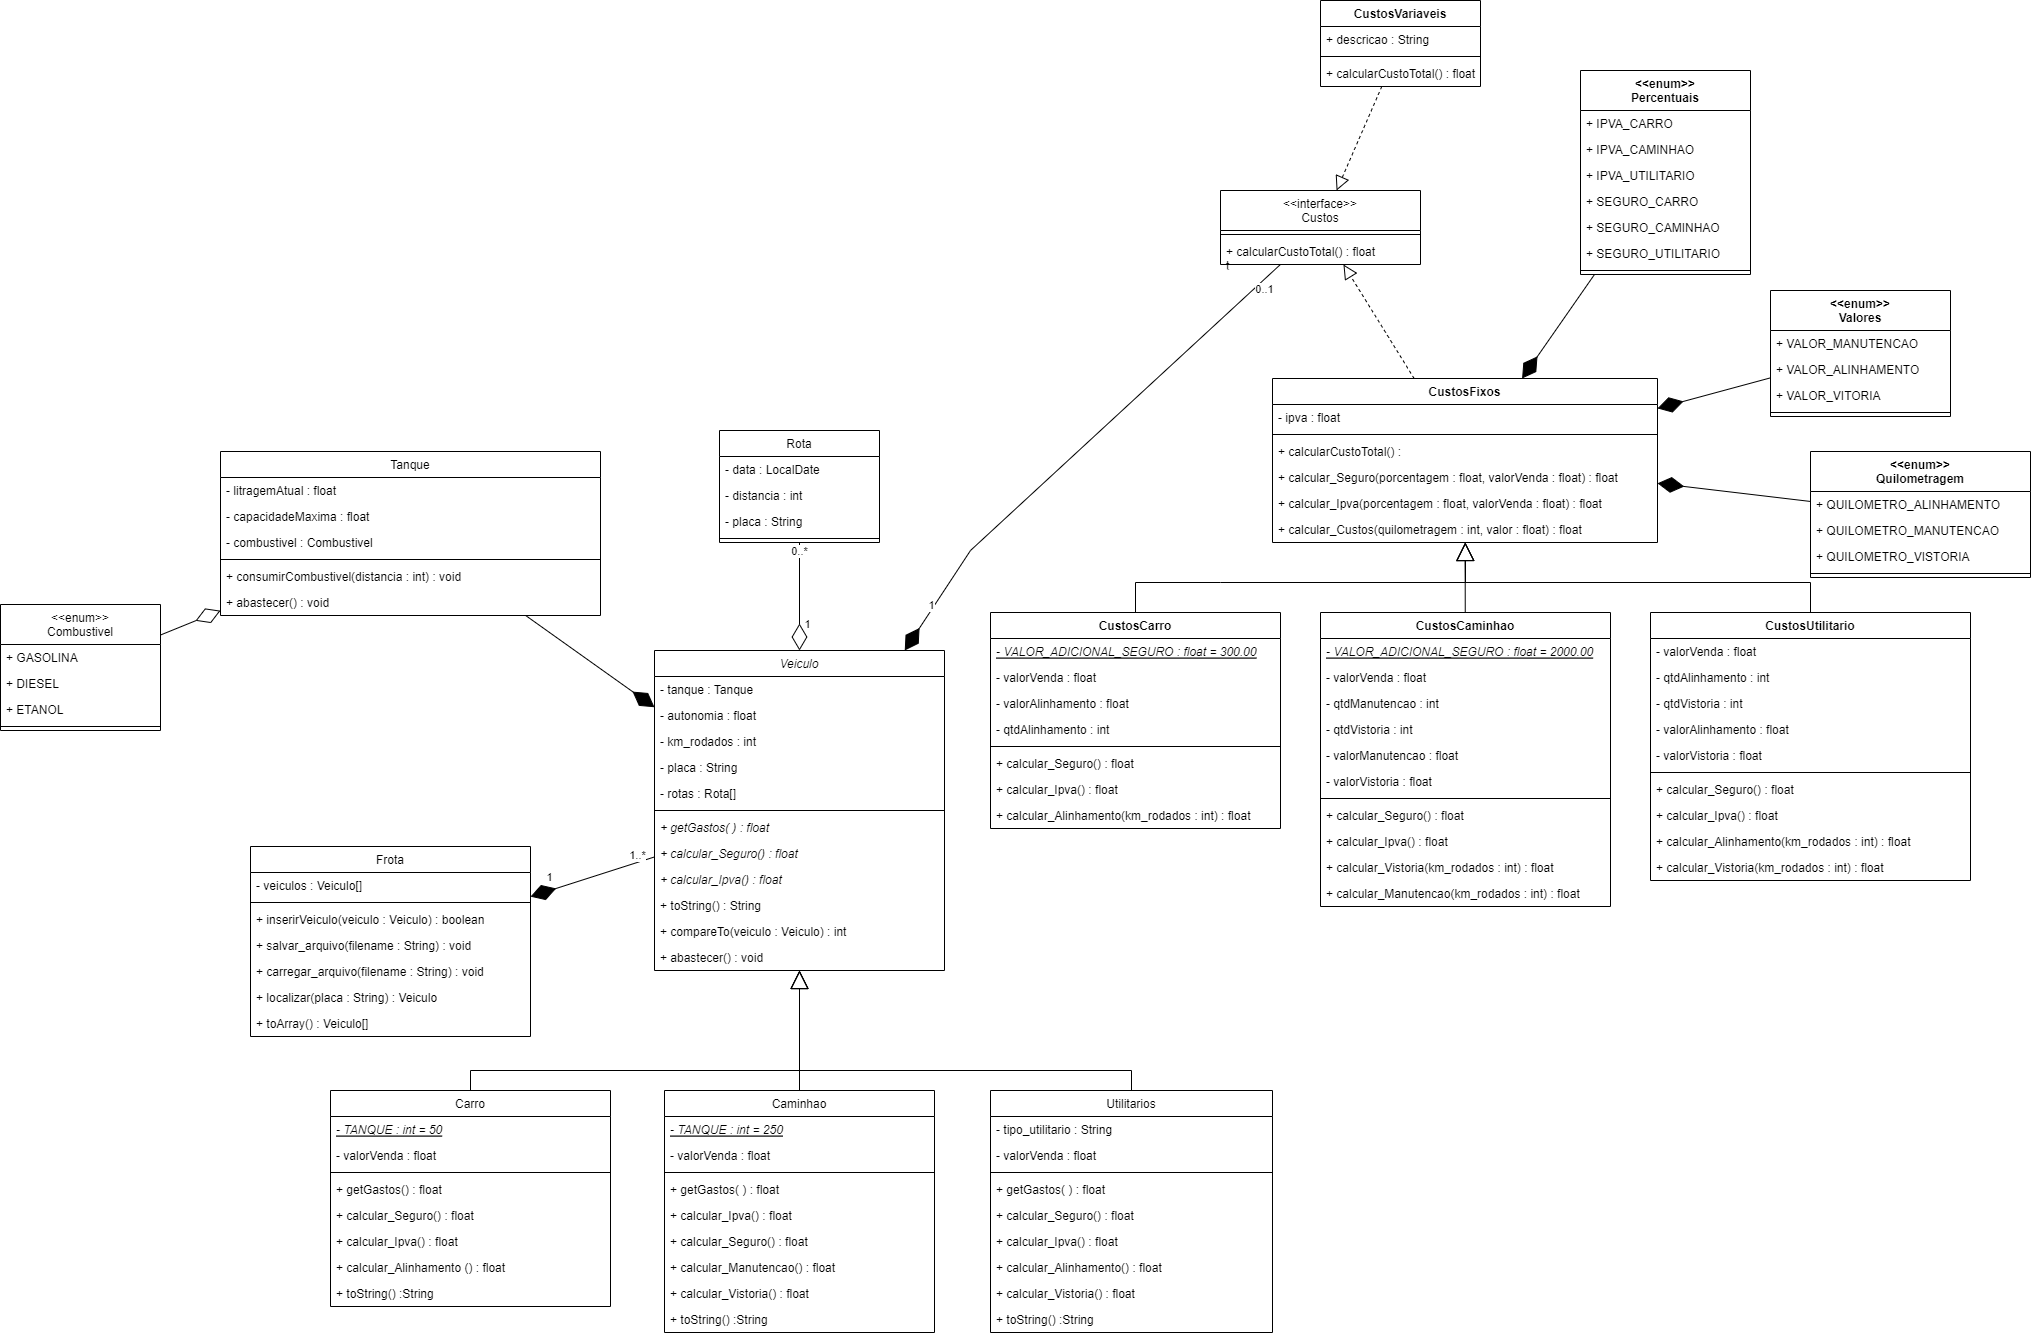 CustosVariaveis
+ descricao : String
+ calcularCustoTotal() : float
<<enum>>
Percentuais
+ IPVA_CARRO
+ IPVA_CAMINHAO
+ IPVA_UTILITARIO
+ SEGURO_CARRO
+ SEGURO_CAMINHAO
+ SEGURO_UTILITARIO
<<interface>>
Custos
+ calcularCustoTotal() : float
t
0..1
<<enum>>
Valores
+ VALOR_MANUTENCAO
+ VALOR_ALINHAMENTO
+ VALOR_VITORIA
CustosFixos
- ipva : float
+ calcularCustoTotal() :
+ calcular_Seguro(porcentagem : float, valorVenda : float) : float
+ calcular_Ipva(porcentagem : float, valorVenda : float) : float
+ calcular_Custos(quilometragem : int, valor : float) : float
<<enum>>
Quilometragem
+ QUILOMETRO_ALINHAMENTO
+ QUILOMETRO_MANUTENCAO
+ QUILOMETRO_VISTORIA
Rota
- data : LocalDate
- distancia : int
- placa : String
0..*
1
1
Tanque
- litragemAtual : float
- capacidadeMaxima : float
- combustivel : Combustivel
+ consumirCombustivel(distancia : int) : void
+ abastecer() : void
<<enum>>
Combustivel
+ GASOLINA
+ DIESEL
+ ETANOL
Veiculo
- tanque : Tanque
- autonomia : float
- km_rodados : int
- placa : String
- rotas : Rota[]
+ getGastos( ) : float
+ calcular_Seguro() : float
+ calcular_Ipva() : float
+ toString() : String
+ compareTo(veiculo : Veiculo) : int
+ abastecer() : void
CustosCarro
- VALOR_ADICIONAL_SEGURO : float = 300.00
- valorVenda : float
- valorAlinhamento : float
- qtdAlinhamento : int
+ calcular_Seguro() : float
+ calcular_Ipva() : float
+ calcular_Alinhamento(km_rodados : int) : float
CustosCaminhao
- VALOR_ADICIONAL_SEGURO : float = 2000.00
- valorVenda : float
- qtdManutencao : int
- qtdVistoria : int
- valorManutencao : float
- valorVistoria : float
+ calcular_Seguro() : float
+ calcular_Ipva() : float
+ calcular_Vistoria(km_rodados : int) : float
+ calcular_Manutencao(km_rodados : int) : float
CustosUtilitario
- valorVenda : float
- qtdAlinhamento : int
- qtdVistoria : int
- valorAlinhamento : float
- valorVistoria : float
+ calcular_Seguro() : float
+ calcular_Ipva() : float
+ calcular_Alinhamento(km_rodados : int) : float
+ calcular_Vistoria(km_rodados : int) : float
1..*
1
Frota
- veiculos : Veiculo[]
+ inserirVeiculo(veiculo : Veiculo) : boolean
+ salvar_arquivo(filename : String) : void
+ carregar_arquivo(filename : String) : void
+ localizar(placa : String) : Veiculo
+ toArray() : Veiculo[]
Carro
- TANQUE : int = 50
- valorVenda : float
+ getGastos() : float
+ calcular_Seguro() : float
+ calcular_Ipva() : float
+ calcular_Alinhamento () : float
+ toString() :String
Caminhao
- TANQUE : int = 250
- valorVenda : float
+ getGastos( ) : float
+ calcular_Ipva() : float
+ calcular_Seguro() : float
+ calcular_Manutencao() : float
+ calcular_Vistoria() : float
+ toString() :String
Utilitarios
- tipo_utilitario : String
- valorVenda : float
+ getGastos( ) : float
+ calcular_Seguro() : float
+ calcular_Ipva() : float
+ calcular_Alinhamento() : float
+ calcular_Vistoria() : float
+ toString() :String